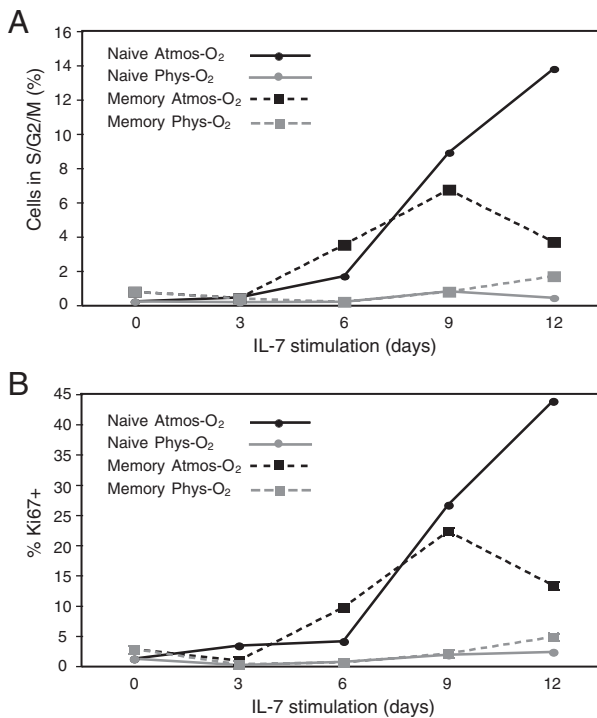 A
16
14
12
10
8
6
4
2
0
Cells in S/G2/M (%)
Naive Atmos-O₂
Naive Phys-O₂
Memory Atmos-O₂
Memory Phys-O₂
0 3 6 9 12
IL-7 stimulation (days)
B
45
40
35
30
25
20
15
10
5
0
% Ki67+
Naive Atmos-O₂
Naive Phys-O₂
Memory Atmos-O₂
Memory Phys-O₂
0 3 6 9 12
IL-7 stimulation (days)